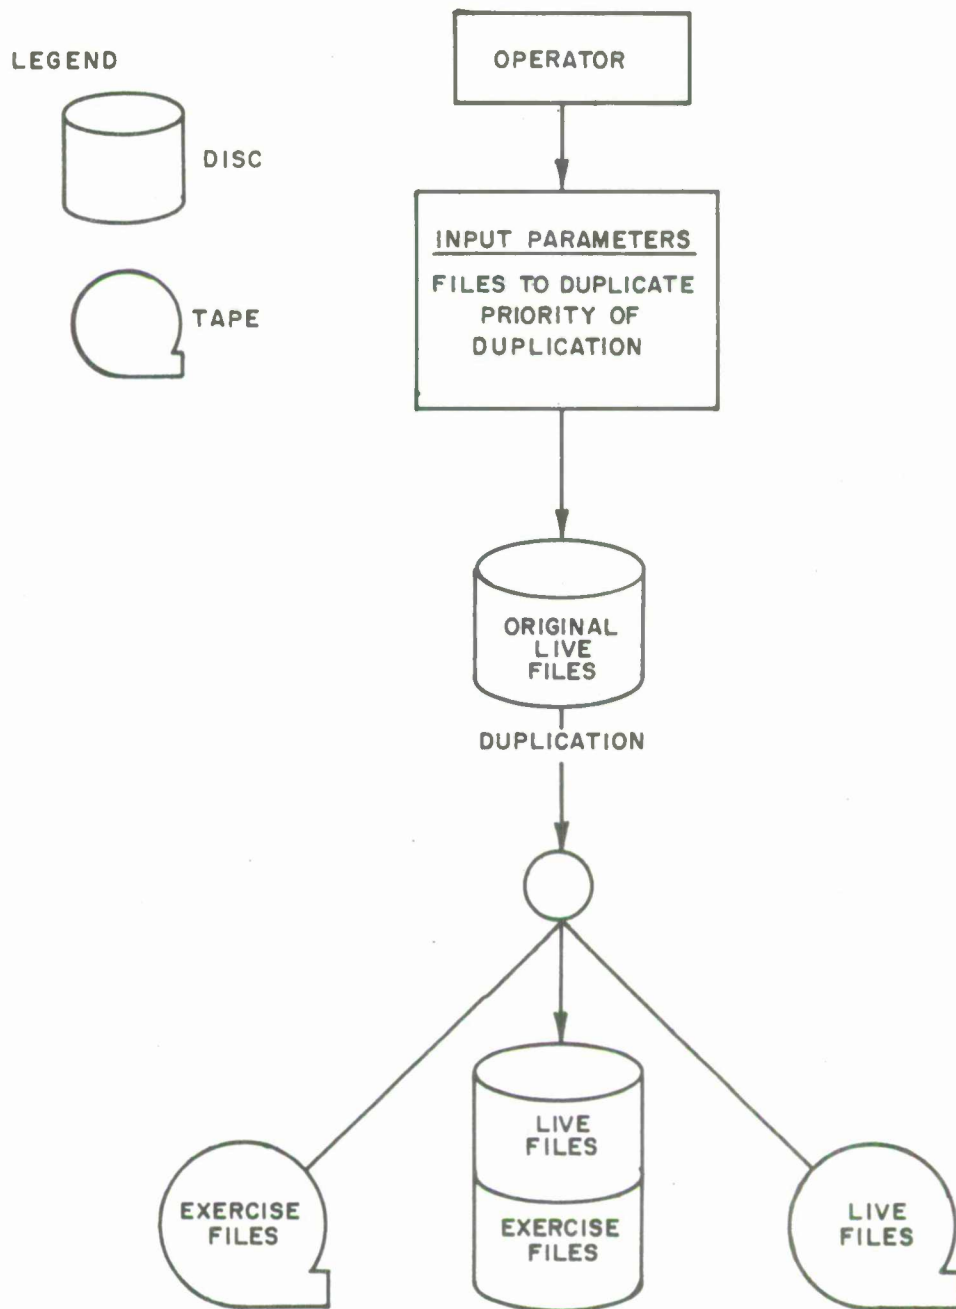 LEGEND
DISC
TAPE
OPERATOR
INPUT PARAMETERS
FILES TO DUPLICATE
PRIORITY OF
DUPLICATION
ORIGINAL
LIVE
FILES
DUPLICATION
EXERCISE
FILES
LIVE
FILES
EXERCISE
FILES
LIVE
FILES